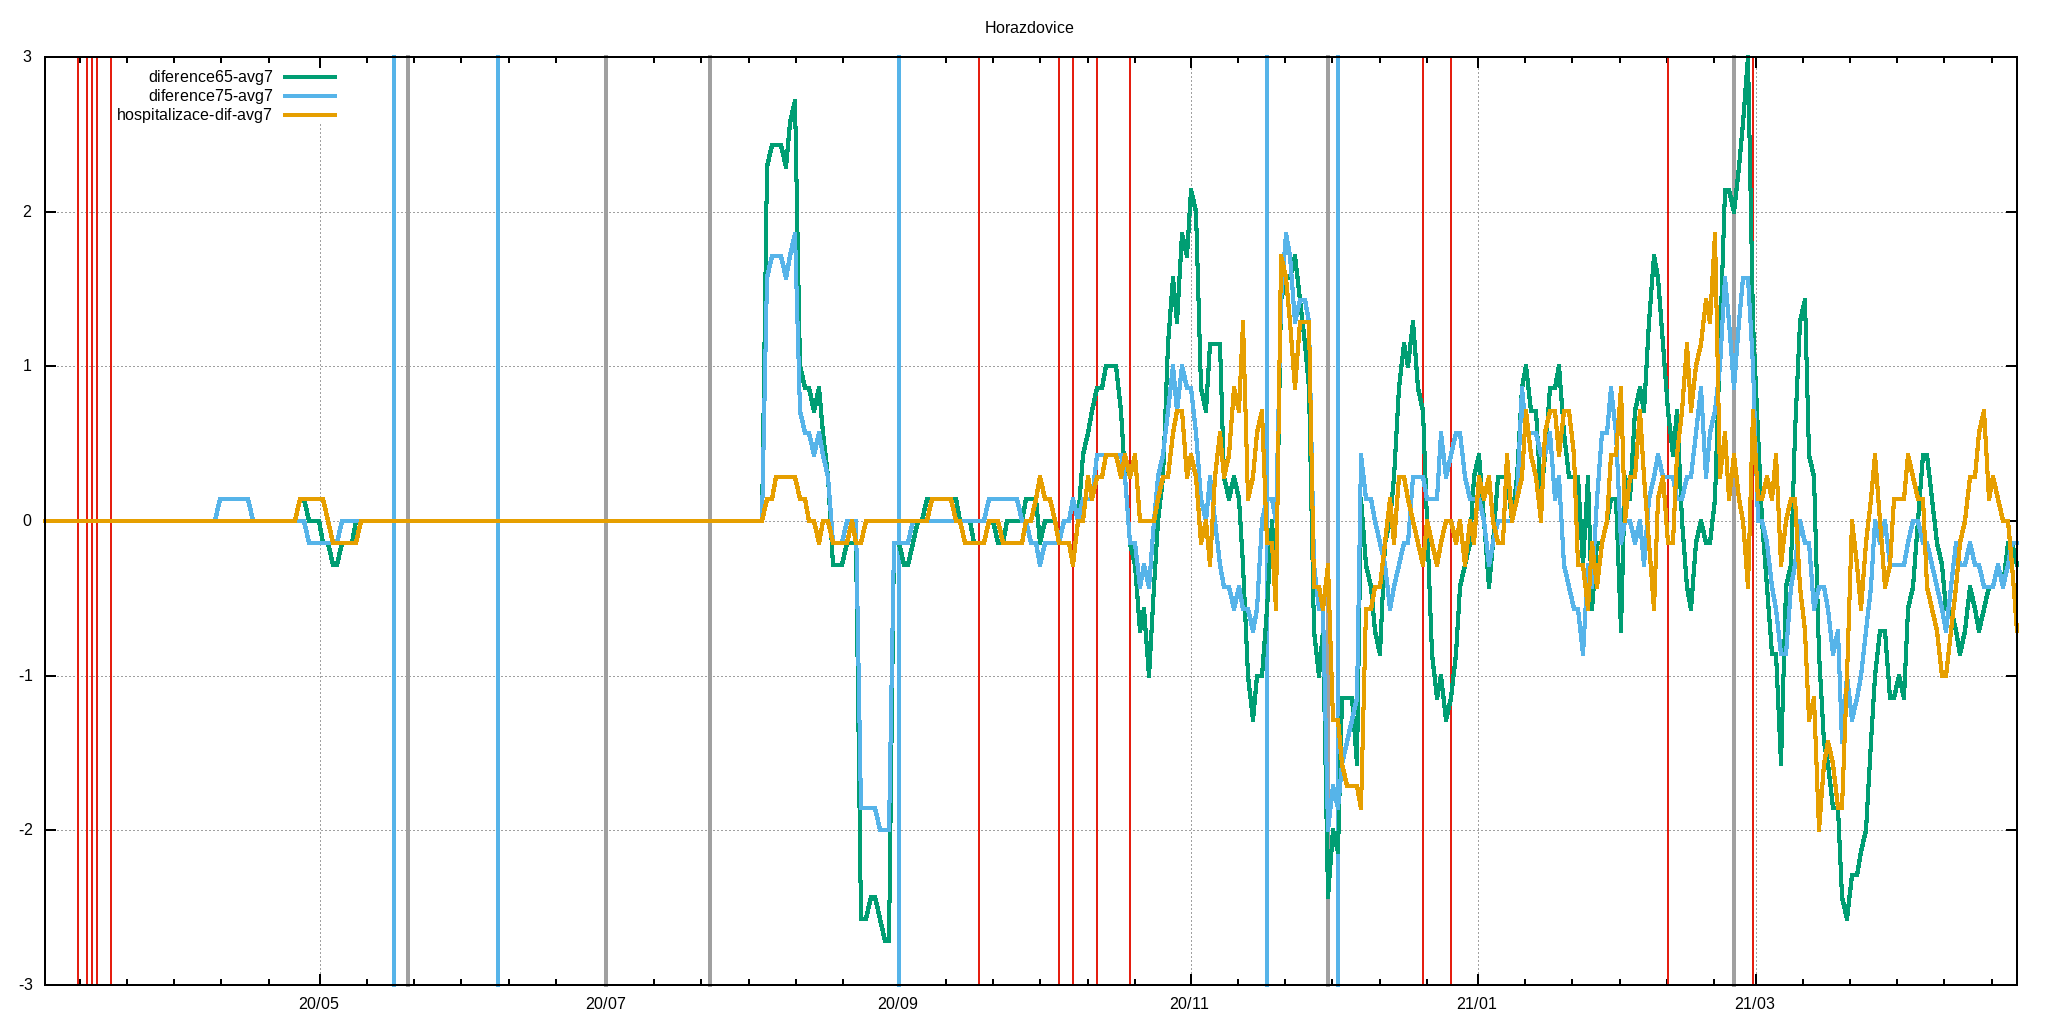 Horazdovice
diference65-avg7
diference75-avg7
hospitalizace-dif-avg7
3
2
1
0
-1
-2
-3
20/05 20/07 20/09 20/11 21/01 21/03